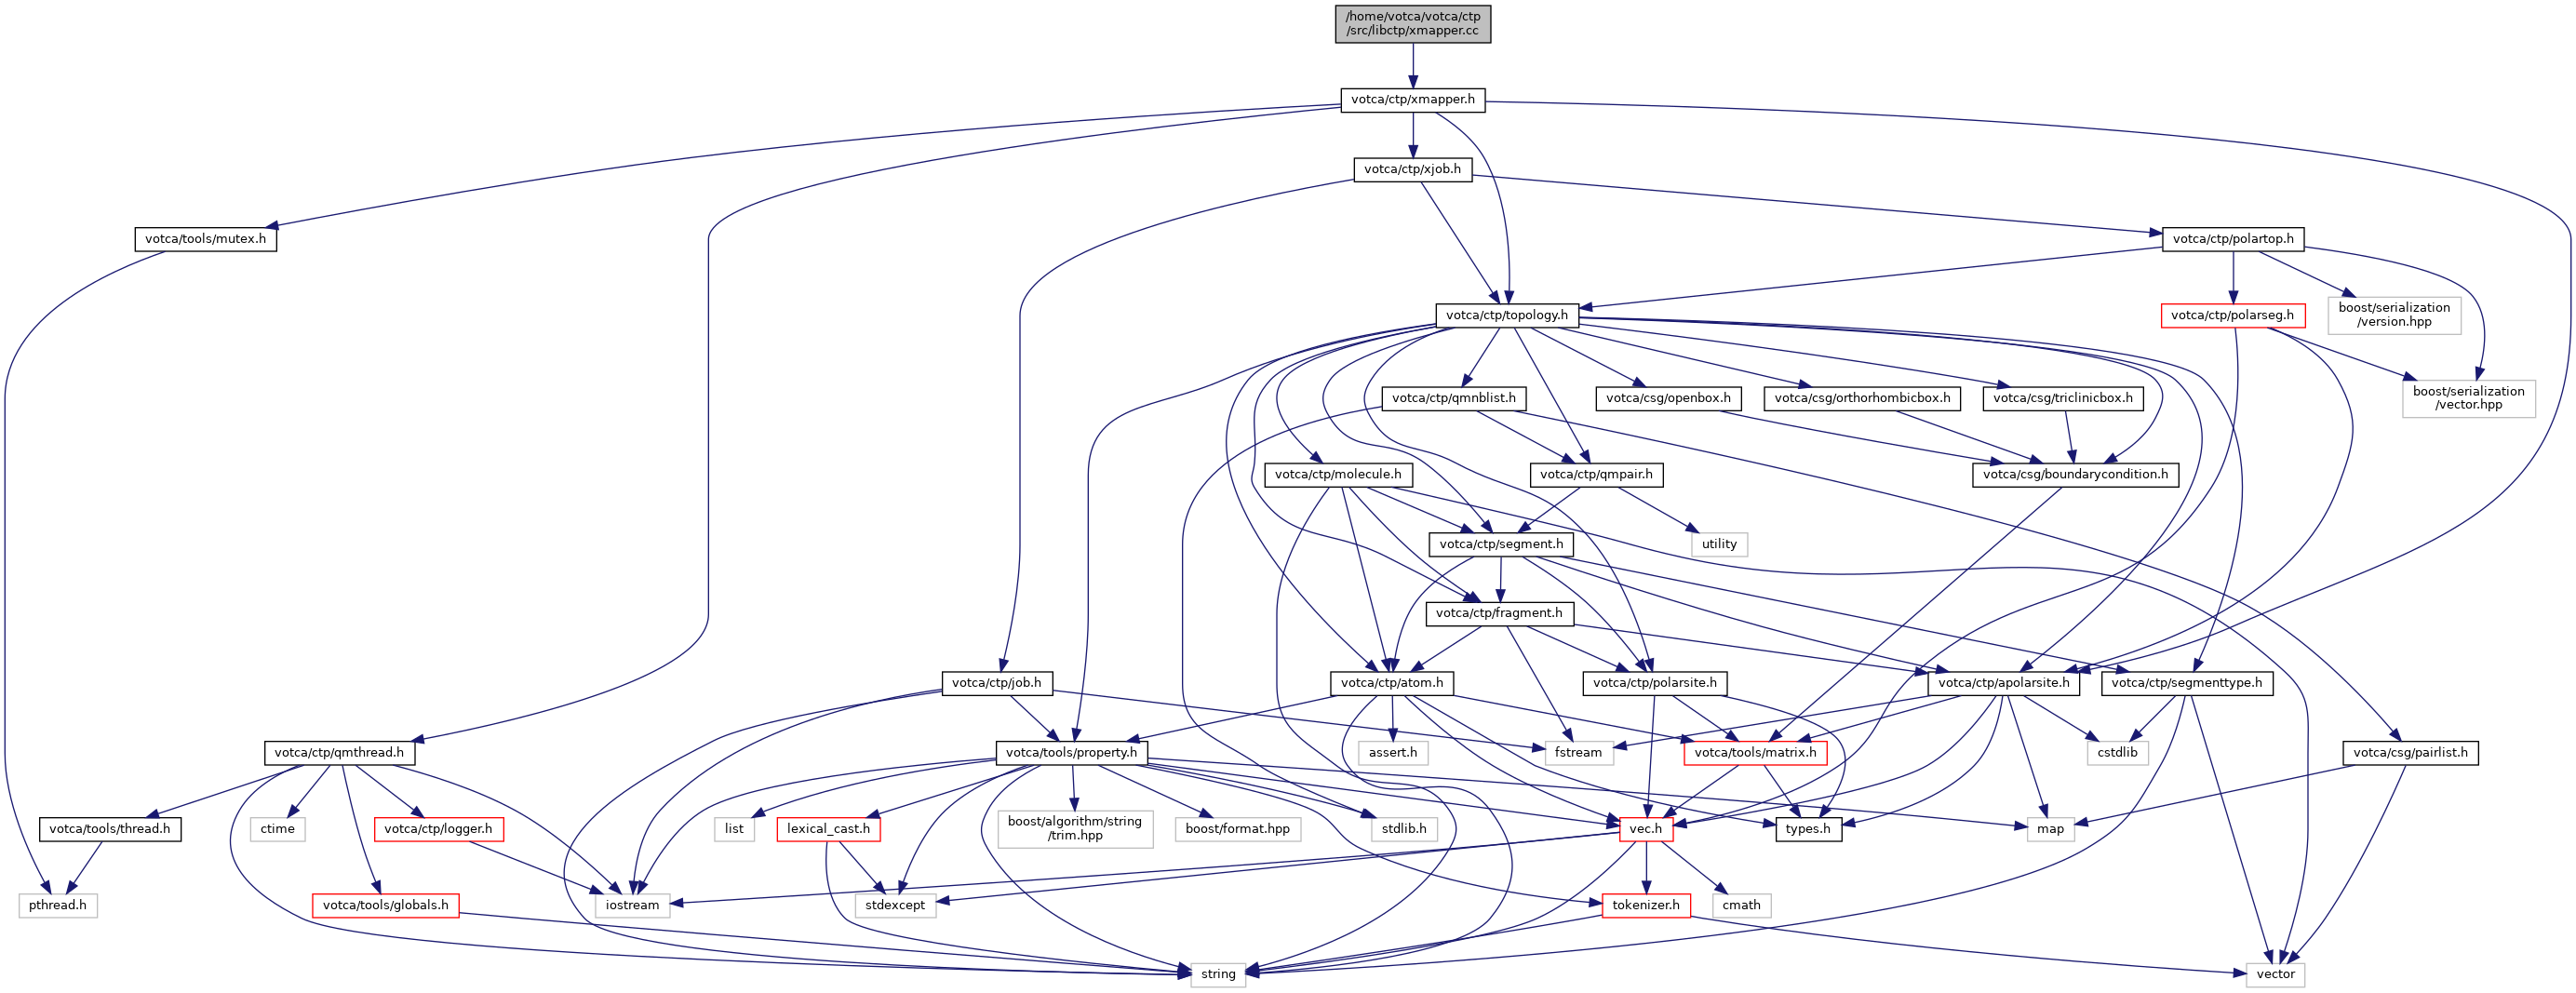 /home/votca/votca/ctp
/src/libctp/xmapper.cc
votca/ctp/xmapper.h
votca/ctp/xjob.h
votca/tools/mutex.h
votca/ctp/polartop.h
votca/ctp/topology.h
votca/ctp/polarseg.h
boost/serialization
/version.hpp
votca/ctp/qmnblist.h
votca/csg/openbox.h
votca/csg/orthorhombicbox.h
votca/csg/triclinicbox.h
boost/serialization
/vector.hpp
votca/ctp/molecule.h
votca/ctp/qmpair.h
votca/csg/boundarycondition.h
votca/ctp/segment.h
utility
votca/ctp/fragment.h
votca/ctp/job.h
votca/ctp/atom.h
votca/ctp/polarsite.h
votca/ctp/apolarsite.h
votca/ctp/segmenttype.h
votca/ctp/qmthread.h
votca/tools/property.h
assert.h
fstream
votca/tools/matrix.h
cstdlib
votca/csg/pairlist.h
votca/tools/thread.h
ctime
votca/ctp/logger.h
list
lexical_cast.h
boost/algorithm/string
/trim.hpp
boost/format.hpp
stdlib.h
vec.h
types.h
map
pthread.h
votca/tools/globals.h
iostream
stdexcept
tokenizer.h
cmath
string
vector